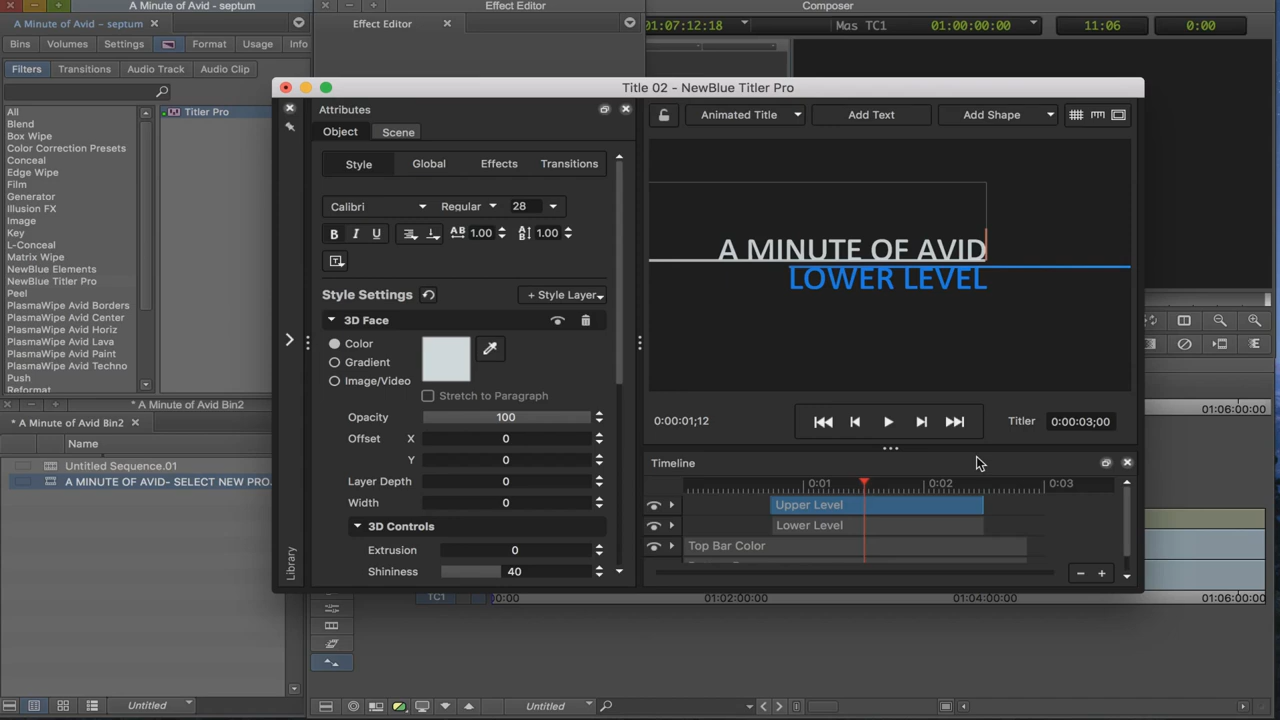 A Minute of Avid - septum
Effect Editor
Composer
A Minute of Avid - septum
Effect Editor
01:07:12:18
Mas TC1
01:00:00:00
11:06
0:00
Bins
Volumes
Settings
Format
Usage
Info
Filters
Transitions
Audio Track
Audio Clip
Title 02 - NewBlue Titler Pro
All
Blend
Box Wipe
Color Correction Presets
Conceal
Edge Wipe
Film
Generator
Illusion FX
Image
Key
L-Conceal
Matrix Wipe
NewBlue Elements
NewBlue Titler Pro
Peel
PlasmaWipe Avid Borders
PlasmaWipe Avid Center
PlasmaWipe Avid Horiz
PlasmaWipe Avid Lava
PlasmaWipe Avid Paint
PlasmaWipe Avid Techno
Push
Reformat
Titler Pro
Attributes
Object
Scene
Style
Global
Effects
Transitions
Calibri
Regular
28
B
I
U
AB 1.00
1.00
Style Settings
+ Style Layer
3D Face
Color
Gradient
Image/Video
Stretch to Paragraph
Opacity
100
Offset
X
0
Y
0
Layer Depth
0
Width
0
3D Controls
Extrusion
0
Shininess
40
Library
Animated Title
Add Text
Add Shape
A MINUTE OF AVID
LOWER LEVEL
0:00:01;12
Titler
0:00:03;00
Timeline
0:01
0:02
0:03
Upper Level
Lower Level
Top Bar Color
* A Minute of Avid Bin2
* A Minute of Avid Bin2
Name
Untitled Sequence.01
A MINUTE OF AVID- SELECT NEW PRO.
01:06:00:00
TC1
00:00
01:02:00:00
01:04:00:00
01:06:00:00
Untitled
Untitled